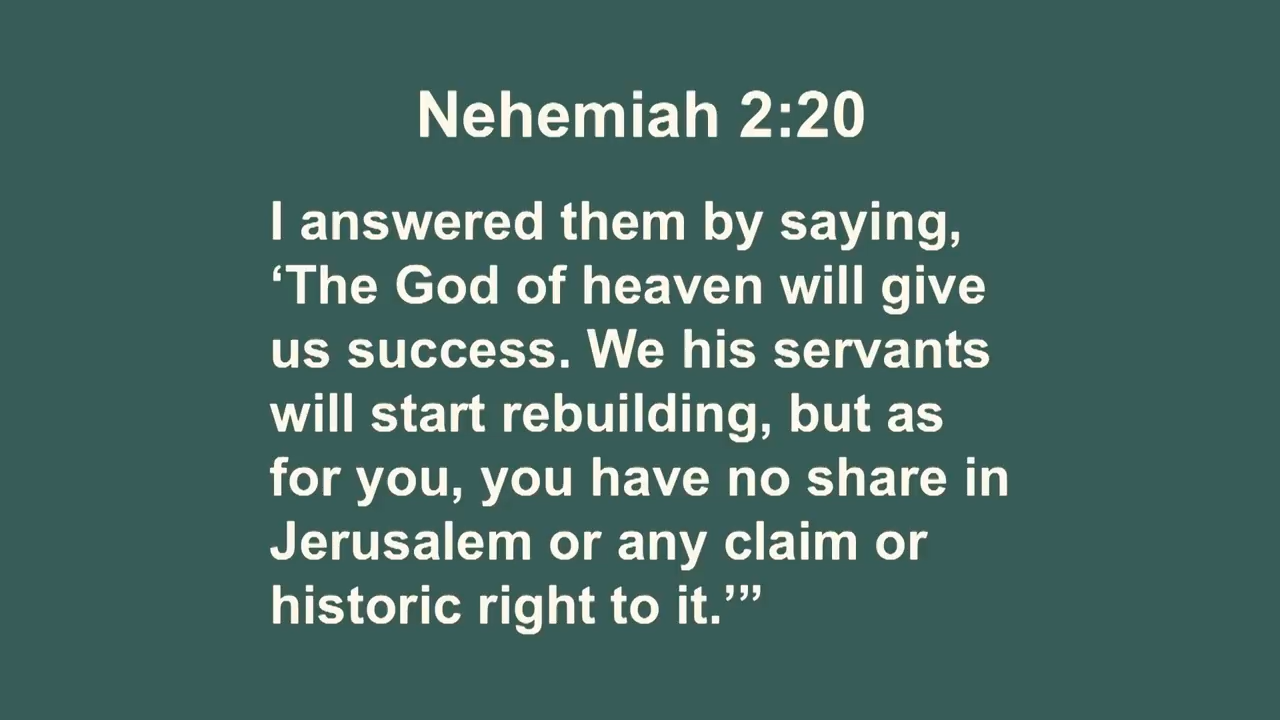 Nehemiah 2:20
I answered them by saying,
‘The God of heaven will give
us success. We his servants
will start rebuilding, but as
for you, you have no share in
Jerusalem or any claim or
historic right to it.’”